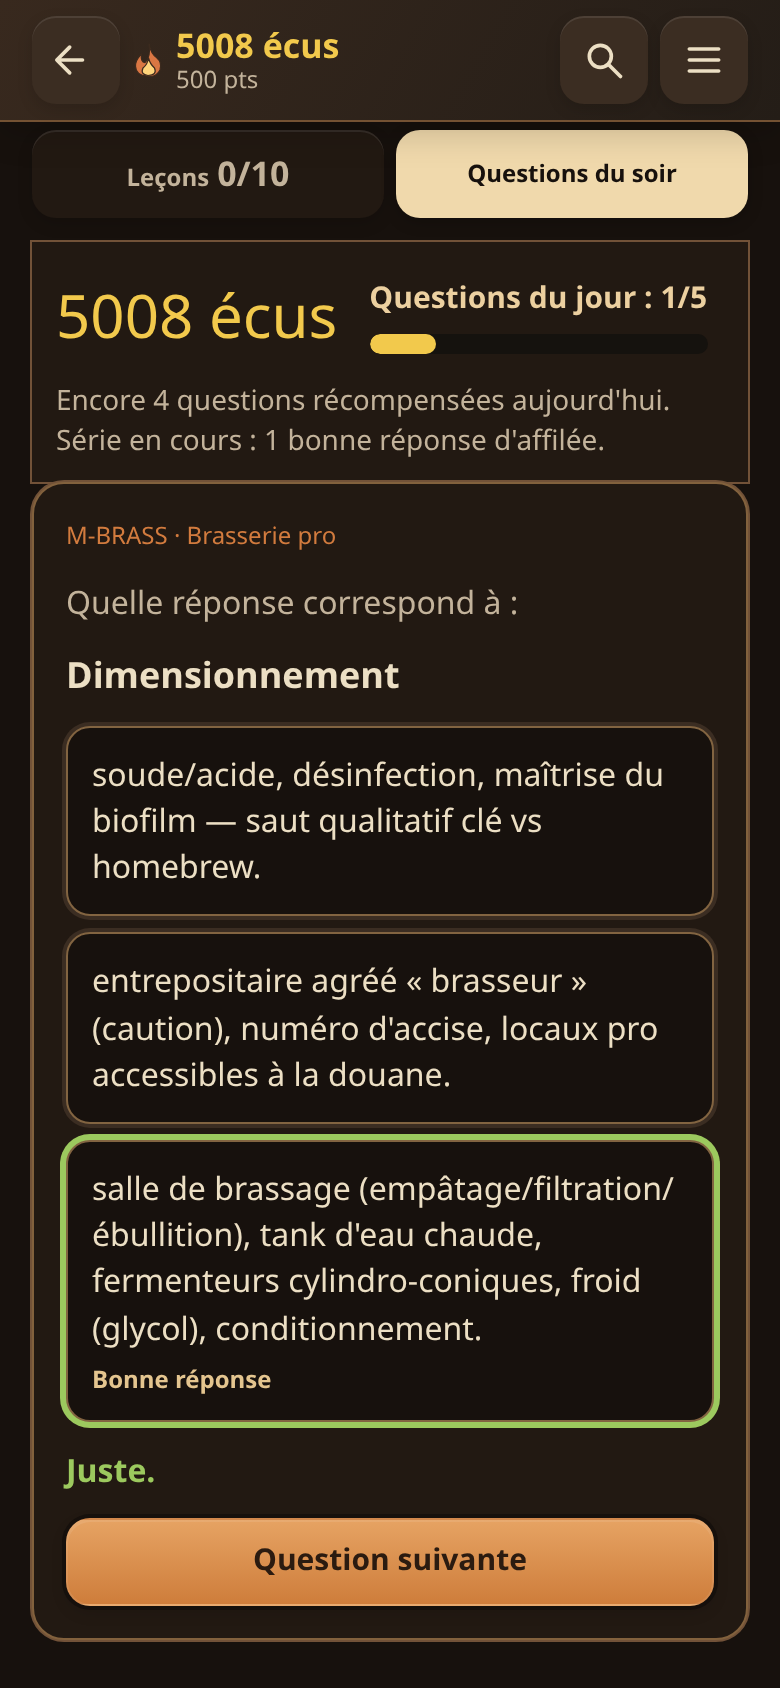 5008 écus
500 pts
Leçons 0/10
Questions du soir
5008 écus
Questions du jour : 1/5
Encore 4 questions récompensées aujourd'hui.
Série en cours : 1 bonne réponse d'affilée.
M-BRASS · Brasserie pro
Quelle réponse correspond à :
Dimensionnement
soude/acide, désinfection, maîtrise du
biofilm — saut qualitatif clé vs
homebrew.
entrepositaire agréé « brasseur »
(caution), numéro d'accise, locaux pro
accessibles à la douane.
salle de brassage (empâtage/filtration/
ébullition), tank d'eau chaude,
fermenteurs cylindro-coniques, froid
(glycol), conditionnement.
Bonne réponse
Juste.
Question suivante